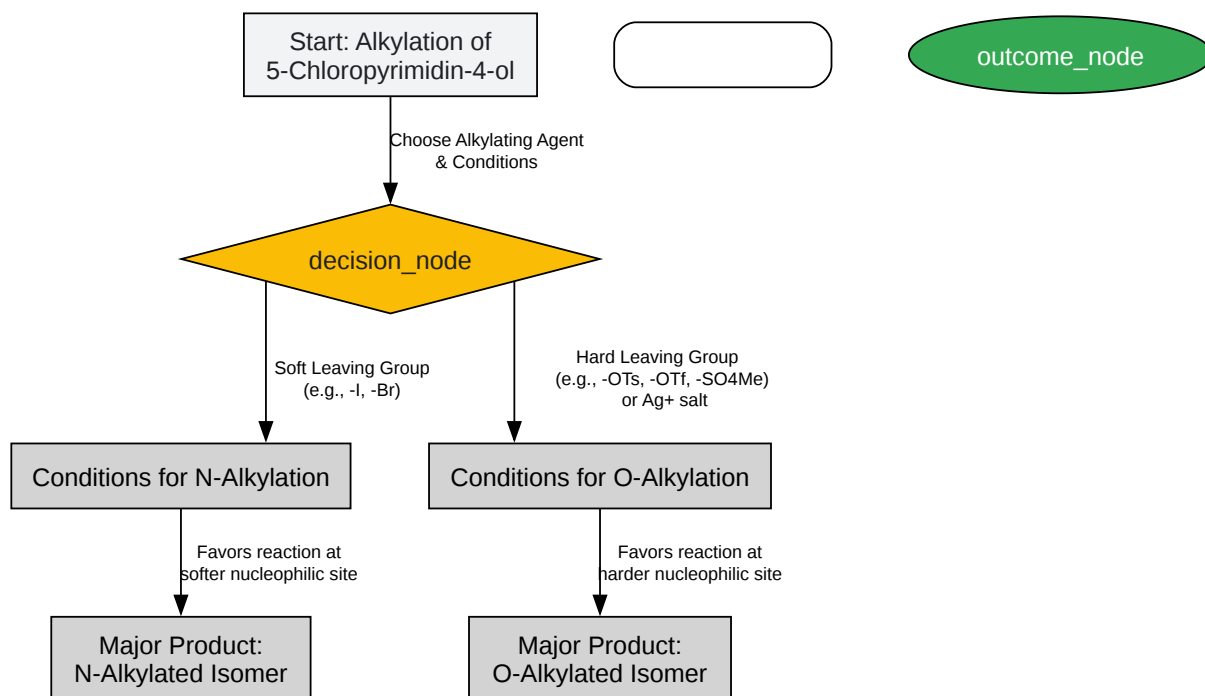 Start: Alkylation of
5-Chloropyrimidin-4-ol
outcome_node
Choose Alkylating Agent
& Conditions
decision_node
Soft Leaving Group
(e.g., -I, -Br)
Hard Leaving Group
(e.g., -OTs, -OTf, -SO4Me)
or Ag+ salt
Conditions for N-Alkylation
Conditions for O-Alkylation
Favors reaction at
softer nucleophilic site
Favors reaction at
harder nucleophilic site
Major Product:
N-Alkylated Isomer
Major Product:
O-Alkylated Isomer